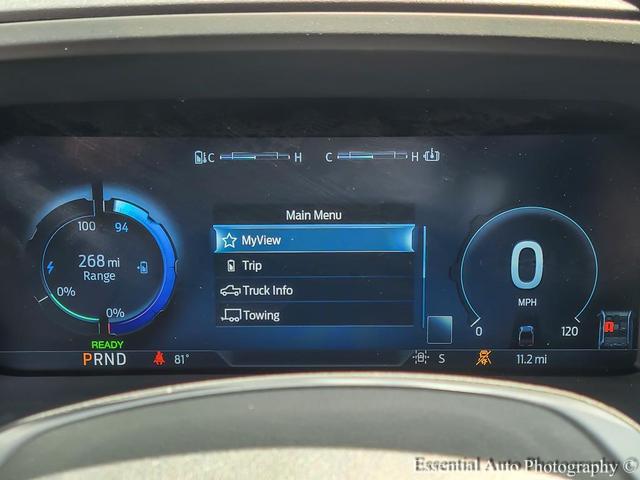 C H C H
Main Menu
MyView
Trip
Truck Info
Towing
100 94
268 mi
Range
0%
0%
READY
PRND 81° S 11.2 mi
0
MPH
0 120
Essential Auto Photography ©